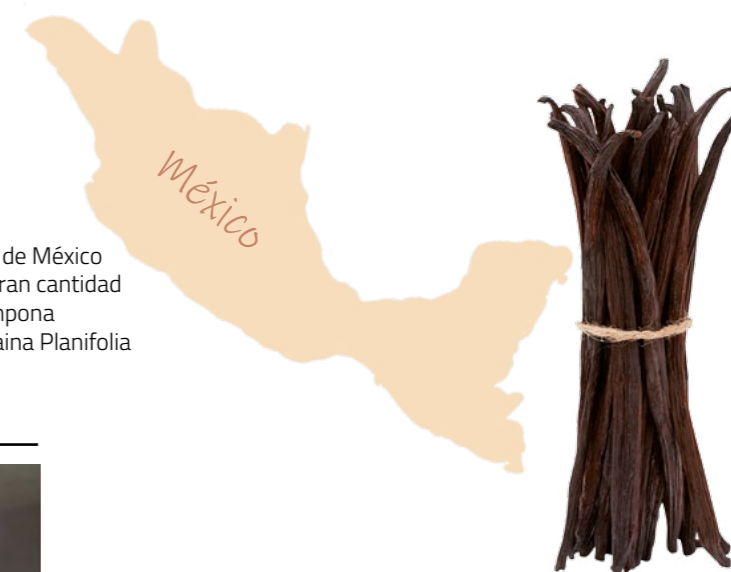 México
de México
ran cantidad
npona
aina Planifolia